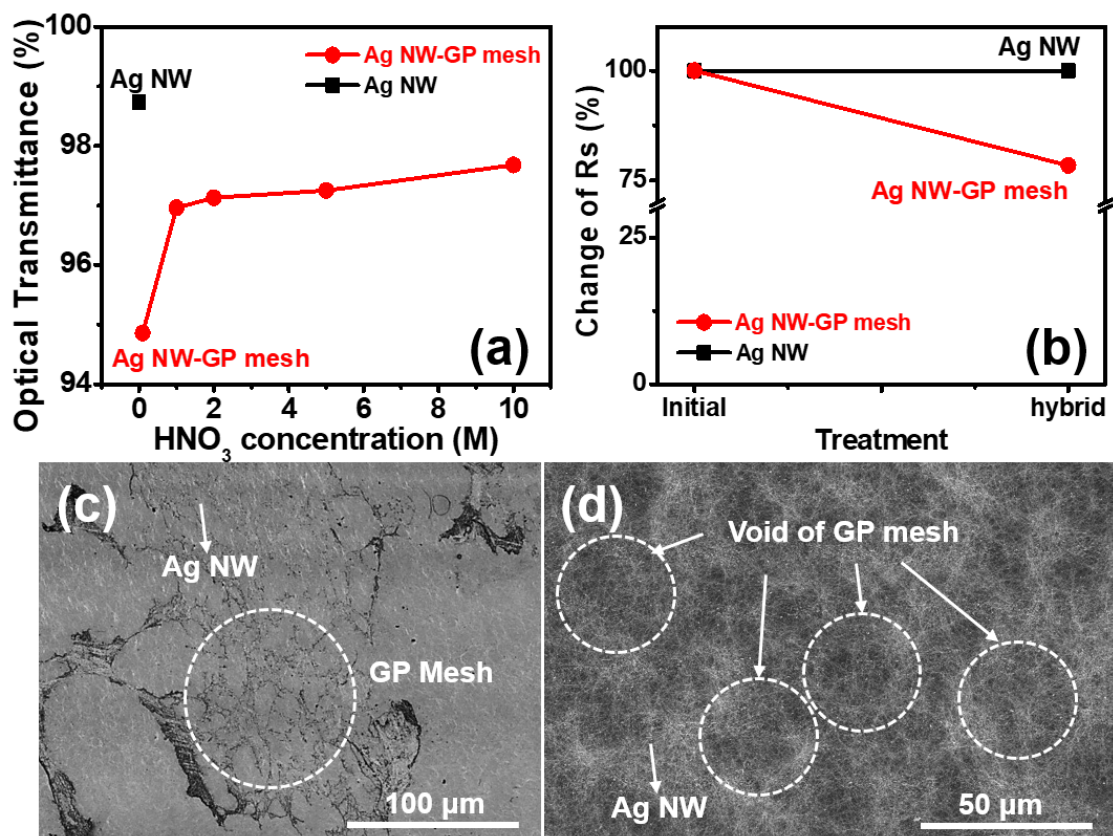 100
98
96
94
Optical Transmittance (%)
Ag NW-GP mesh
Ag NW
Ag NW
Ag NW-GP mesh
(a)
0 2 4 6 8 10
HNO₃ concentration (M)
100
75
25
0
Change of Rs (%)
Ag NW
Ag NW-GP mesh
Ag NW-GP mesh
Ag NW
(b)
Initial hybrid
Treatment
(c)
Ag NW
GP Mesh
100 µm
(d)
Void of GP mesh
Ag NW
50 µm